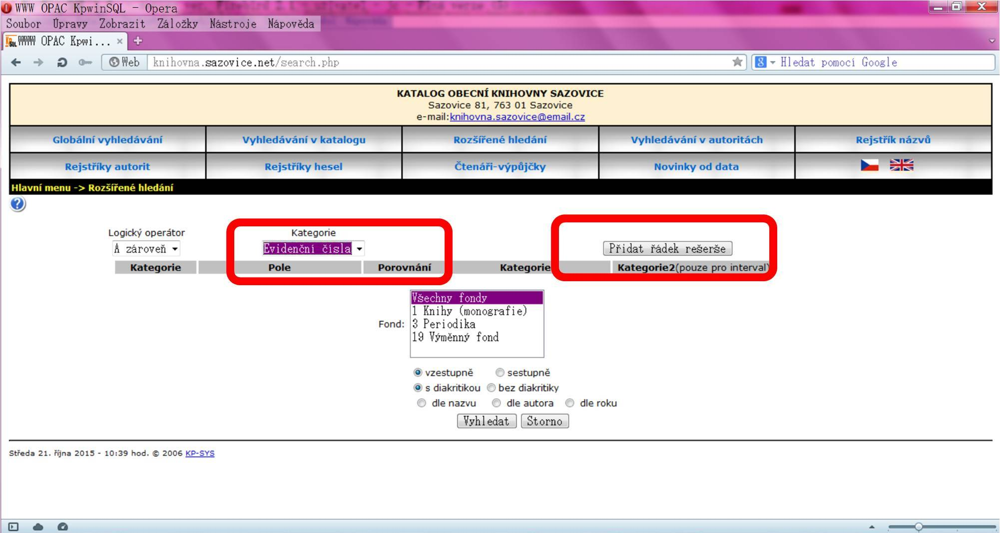 WWW OPAC KpwinSQL - Opera
Soubor Úpravy Zobrazit Záložky Nástroje Nápověda
WWW OPAC Kpwi...
Web knihovna.sazovice.net/search.php Hledat pomocí Google
KATALOG OBECNÍ KNIHOVNY SAZOVICE
Sazovice 81, 763 01 Sazovice
e-mail:knihovna.sazovice@email.cz
Globální vyhledávání Vyhledávání v katalogu Rozšířené hledání Vyhledávání v autoritách Rejstřík názvů
Rejstříky autorit Rejstříky hesel Čtenáři-výpůjčky Novinky od data
Hlavní menu -> Rozšířené hledání
Logický operátor Kategorie
A zároveň Evidenční čísla Přidat řádek rešerše
Kategorie Pole Porovnání Kategorie Kategorie2(pouze pro interval)
Všechny fondy
1 Knihy (monografie)
Fond: 3 Periodika
19 Výměnný fond
vzestupně sestupně
s diakritikou bez diakritiky
dle nazvu dle autora dle roku
Vyhledat Storno
Středa 21. října 2015 - 10:39 hod. © 2006 KP-SYS